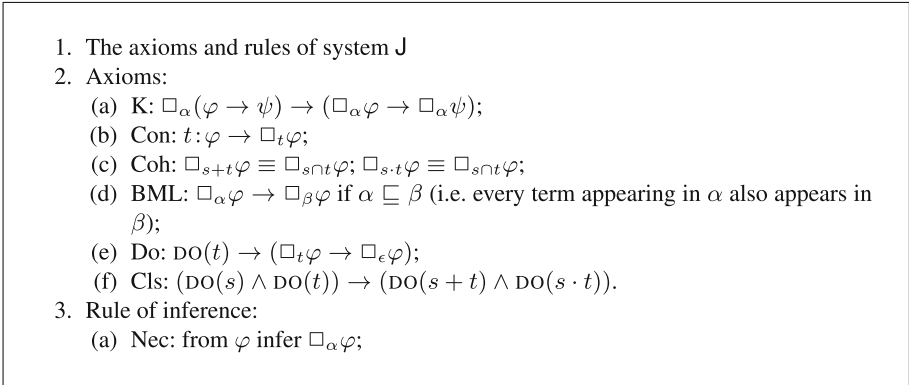 1. The axioms and rules of system J
2. Axioms:
(a) K: □α(φ → ψ) → (□αφ → □αψ);
(b) Con: t:φ → □tφ;
(c) Coh: □s+tφ ≡ □s∩tφ; □s·tφ ≡ □s∩tφ;
(d) BML: □αφ → □βφ if α ⊑ β (i.e. every term appearing in α also appears in
β);
(e) Do: DO(t) → (□tφ → □ϵφ);
(f) Cls: (DO(s) ∧ DO(t)) → (DO(s + t) ∧ DO(s · t)).
3. Rule of inference:
(a) Nec: from φ infer □αφ;